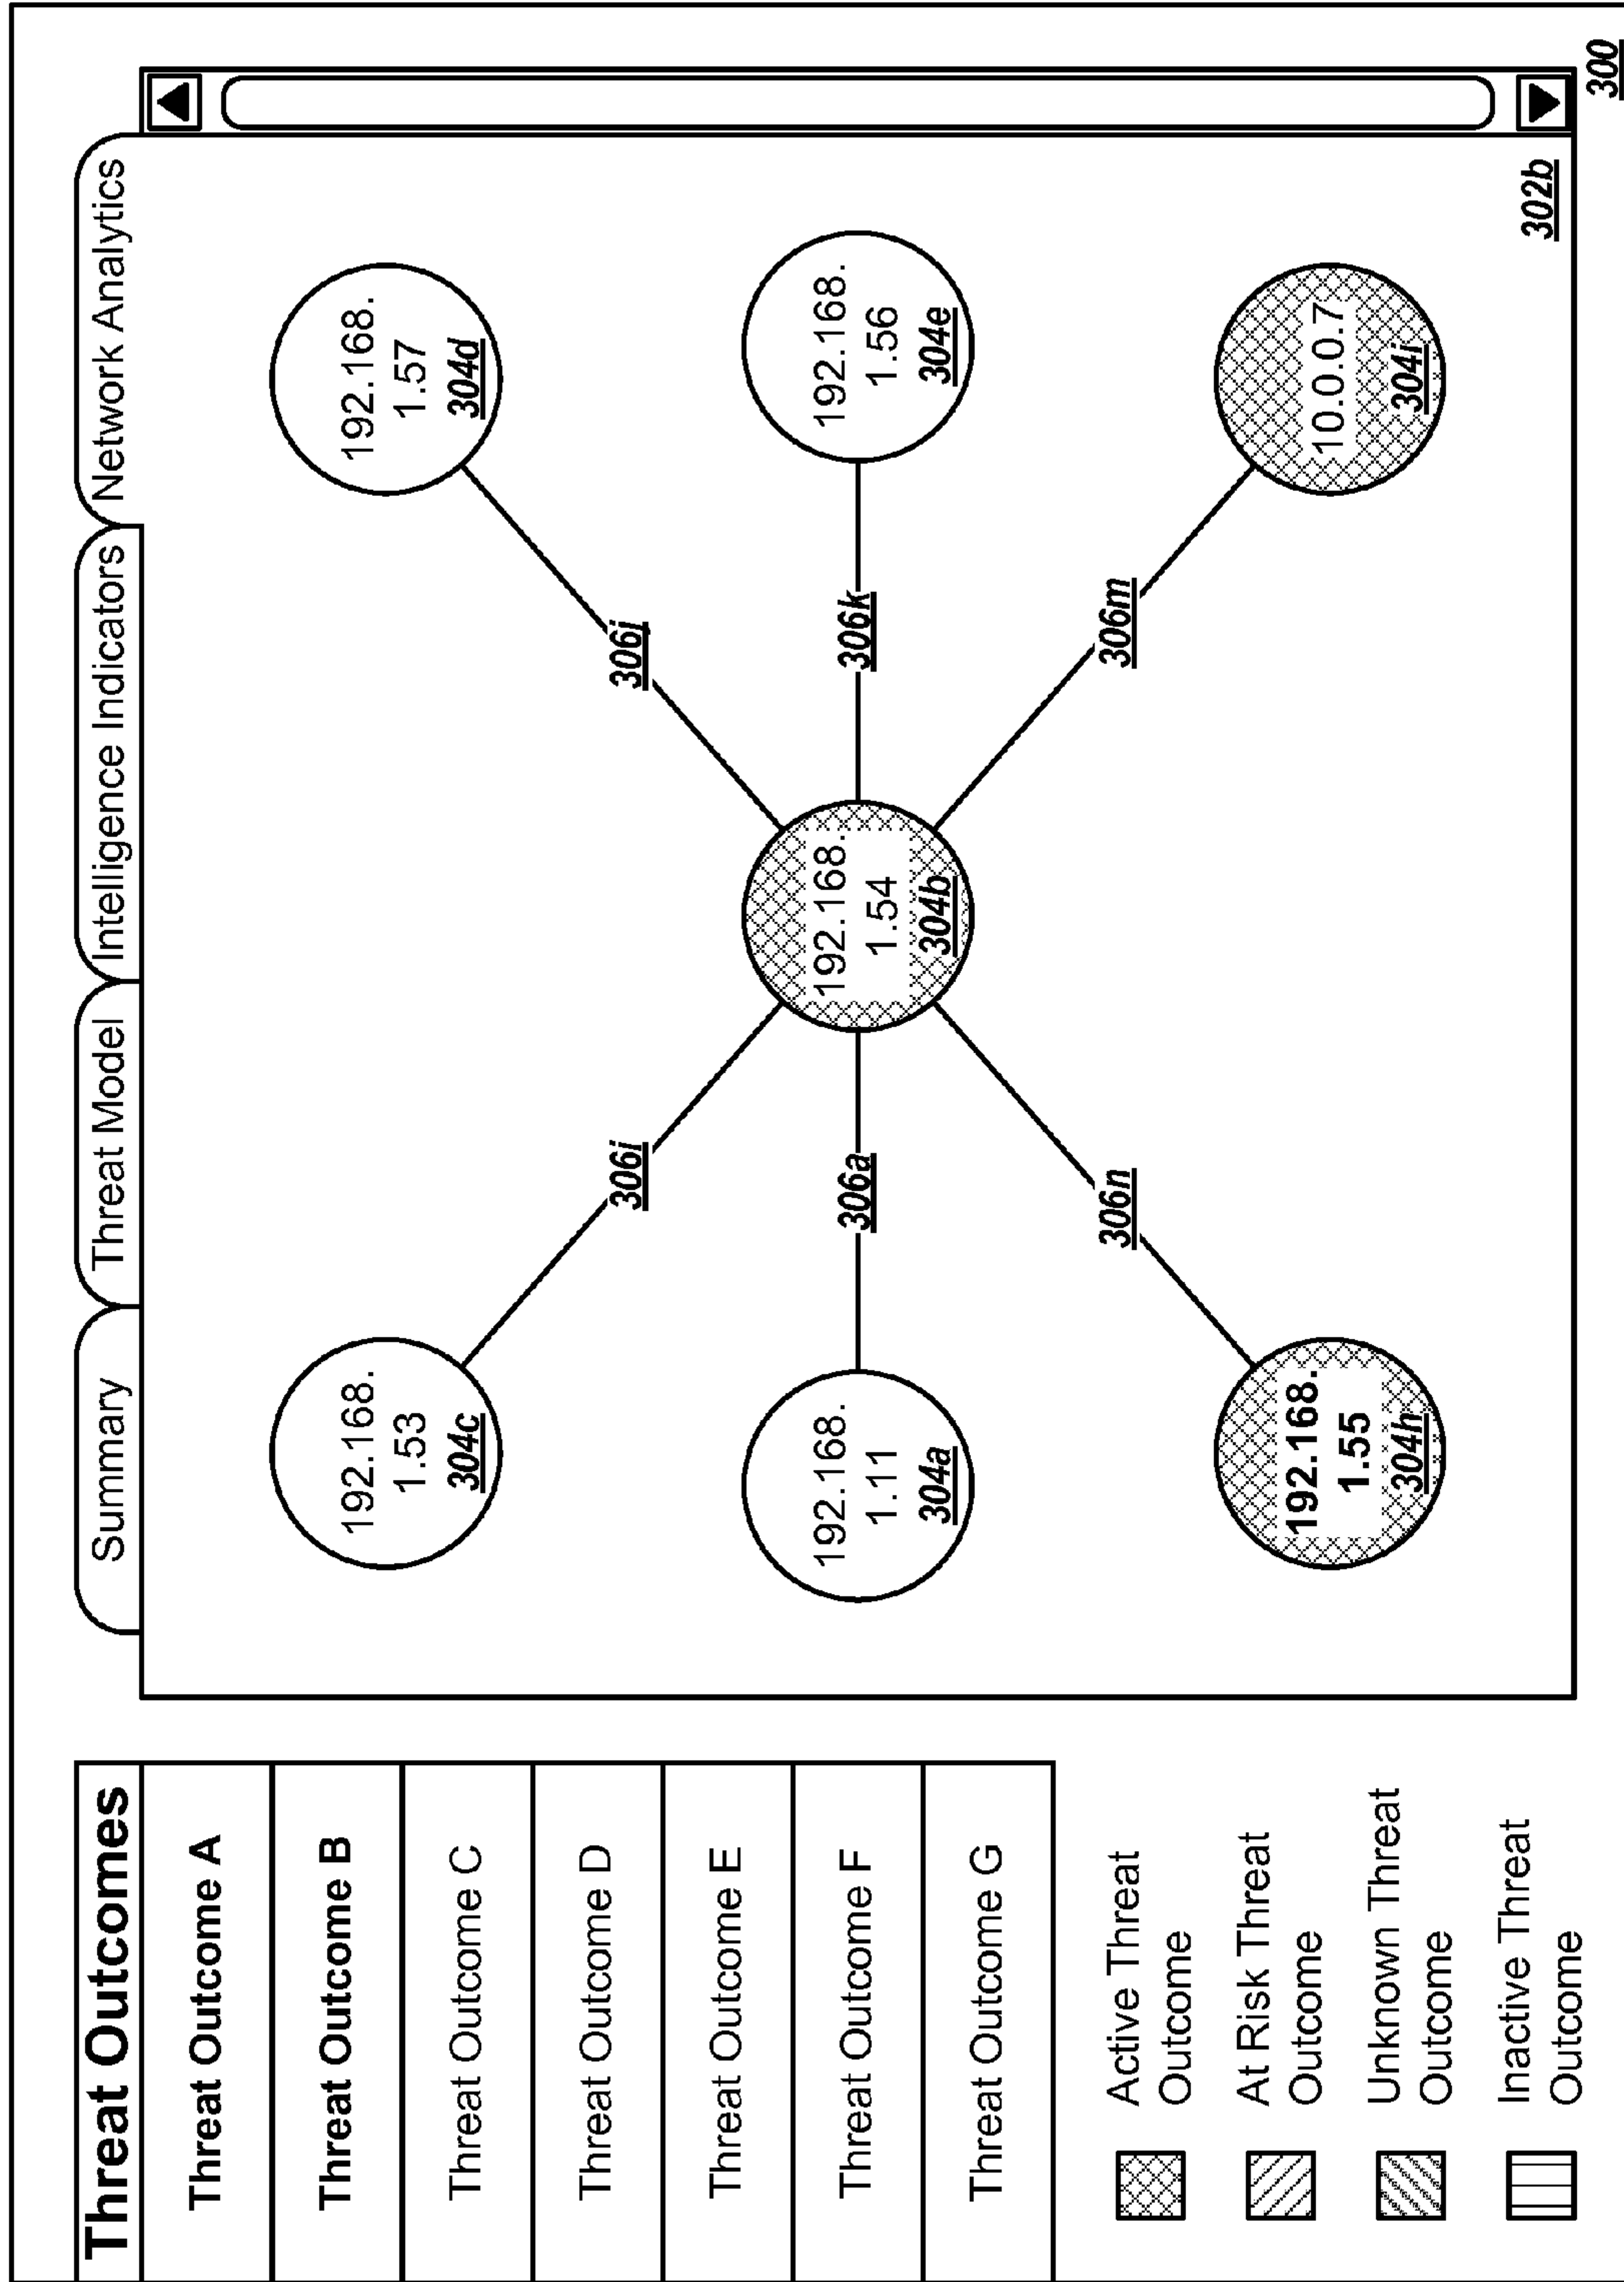 Threat Outcomes
Threat Outcome A
Threat Outcome B
Threat Outcome C
Threat Outcome D
Threat Outcome E
Threat Outcome F
Threat Outcome G
Active Threat
Outcome
At Risk Threat
Outcome
Unknown Threat
Outcome
Inactive Threat
Outcome
Summary
Threat Model
Intelligence Indicators
Network Analytics
192.168.
1.53
304c
306i
306j
192.168.
1.57
304d
192.168.
1.11
304a
306a
192.168.
1.54
304b
306k
192.168.
1.56
304e
192.168.
1.55
304h
306n
306m
10.0.0.7
304i
302b
300